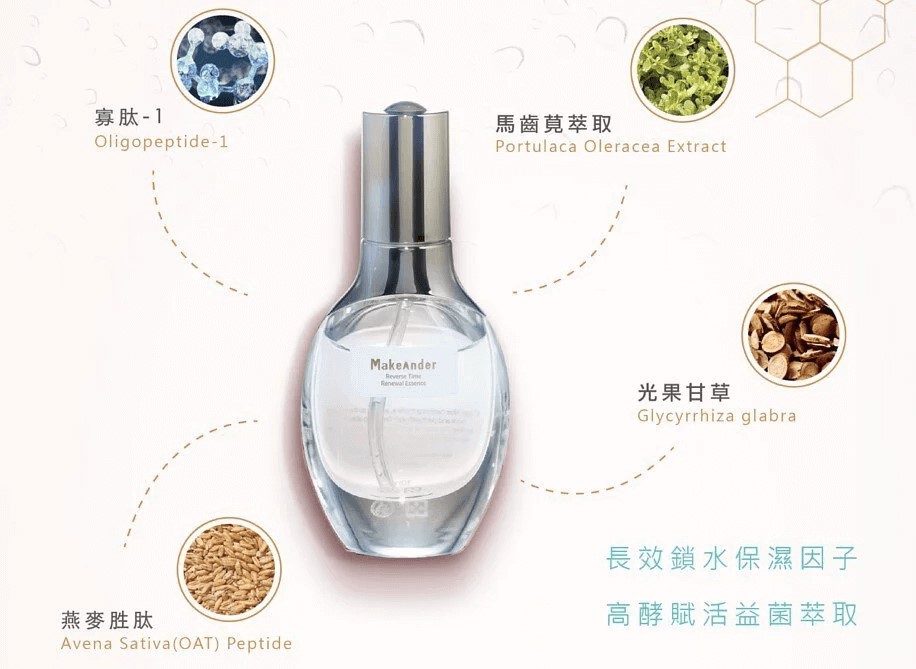 寡肽-1
Oligopeptide-1
馬齒莧萃取
Portulaca Oleracea Extract
MakeAnder
Reverse Time
Renewal Essence
光果甘草
Glycyrrhiza glabra
長效鎖水保濕因子
高酵賦活益菌萃取
燕麥胜肽
Avena Sativa(OAT) Peptide